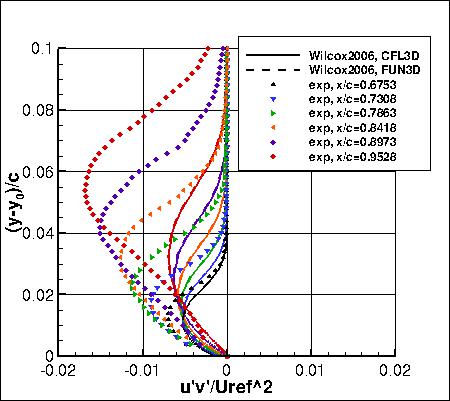 0.1
Wilcox2006, CFL3D
Wilcox2006, FUN3D
exp, x/c=0.6753
exp, x/c=0.7308
exp, x/c=0.7863
exp, x/c=0.8418
exp, x/c=0.8973
exp, x/c=0.9528
0.08
0.06
(y-y0)/c
0.04
0.02
0
-0.02 -0.01 0 0.01 0.02
u'v'/Uref^2